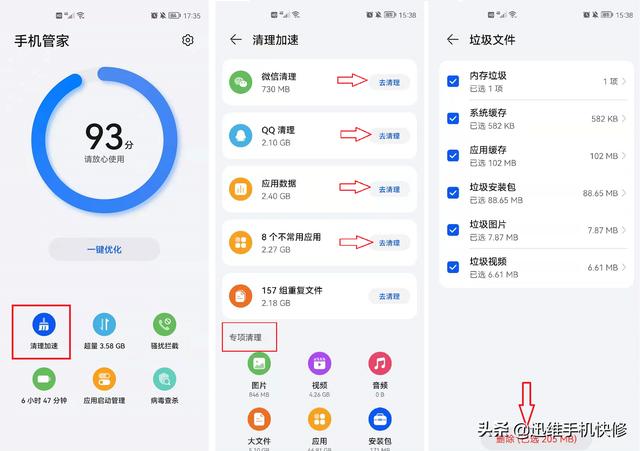 17:35
手机管家
93分
请放心使用
一键优化
清理加速
超量 3.58 GB
骚扰拦截
6 小时 47 分钟
应用启动管理
病毒查杀
15:38
清理加速
微信清理
730 MB
去清理
QQ 清理
2.10 GB
去清理
应用数据
2.40 GB
去清理
8 个不常用应用
2.27 GB
去清理
157 组重复文件
2.18 GB
去清理
专项清理
图片
846 MB
视频
4.26 GB
音频
0 B
大文件
3.01 GB
应用
66.81 GB
安装包
171 MB
15:38
垃圾文件
内存垃圾
已选 1 项
1 项
系统缓存
已选 582 KB
582 KB
应用缓存
已选 102 MB
102 MB
垃圾安装包
已选 88.65 MB
88.65 MB
垃圾图片
已选 7.87 MB
7.87 MB
垃圾视频
已选 6.61 MB
6.61 MB
删除 (已选 205 MB)
头条 @迅维手机快修